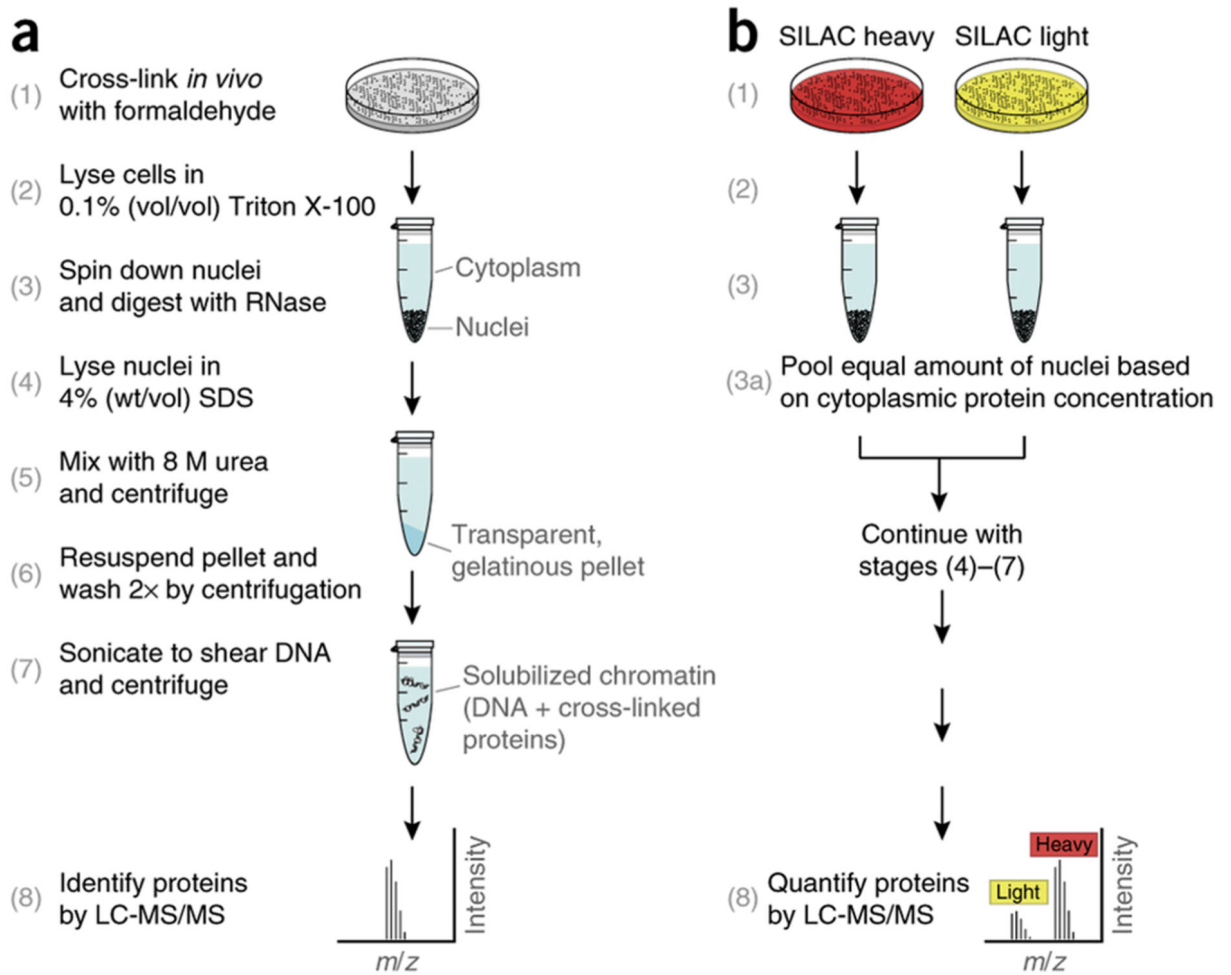 a
(1) Cross-link in vivo
with formaldehyde
(2) Lyse cells in
0.1% (vol/vol) Triton X-100
(3) Spin down nuclei
and digest with RNase
Cytoplasm
Nuclei
(4) Lyse nuclei in
4% (wt/vol) SDS
(5) Mix with 8 M urea
and centrifuge
Transparent,
gelatinous pellet
(6) Resuspend pellet and
wash 2× by centrifugation
(7) Sonicate to shear DNA
and centrifuge
Solubilized chromatin
(DNA + cross-linked
proteins)
(8) Identify proteins
by LC-MS/MS
Intensity
m/z
b
SILAC heavy SILAC light
(1)
(2)
(3)
(3a) Pool equal amount of nuclei based
on cytoplasmic protein concentration
Continue with
stages (4)–(7)
(8) Quantify proteins
by LC-MS/MS
Light
Heavy
Intensity
m/z